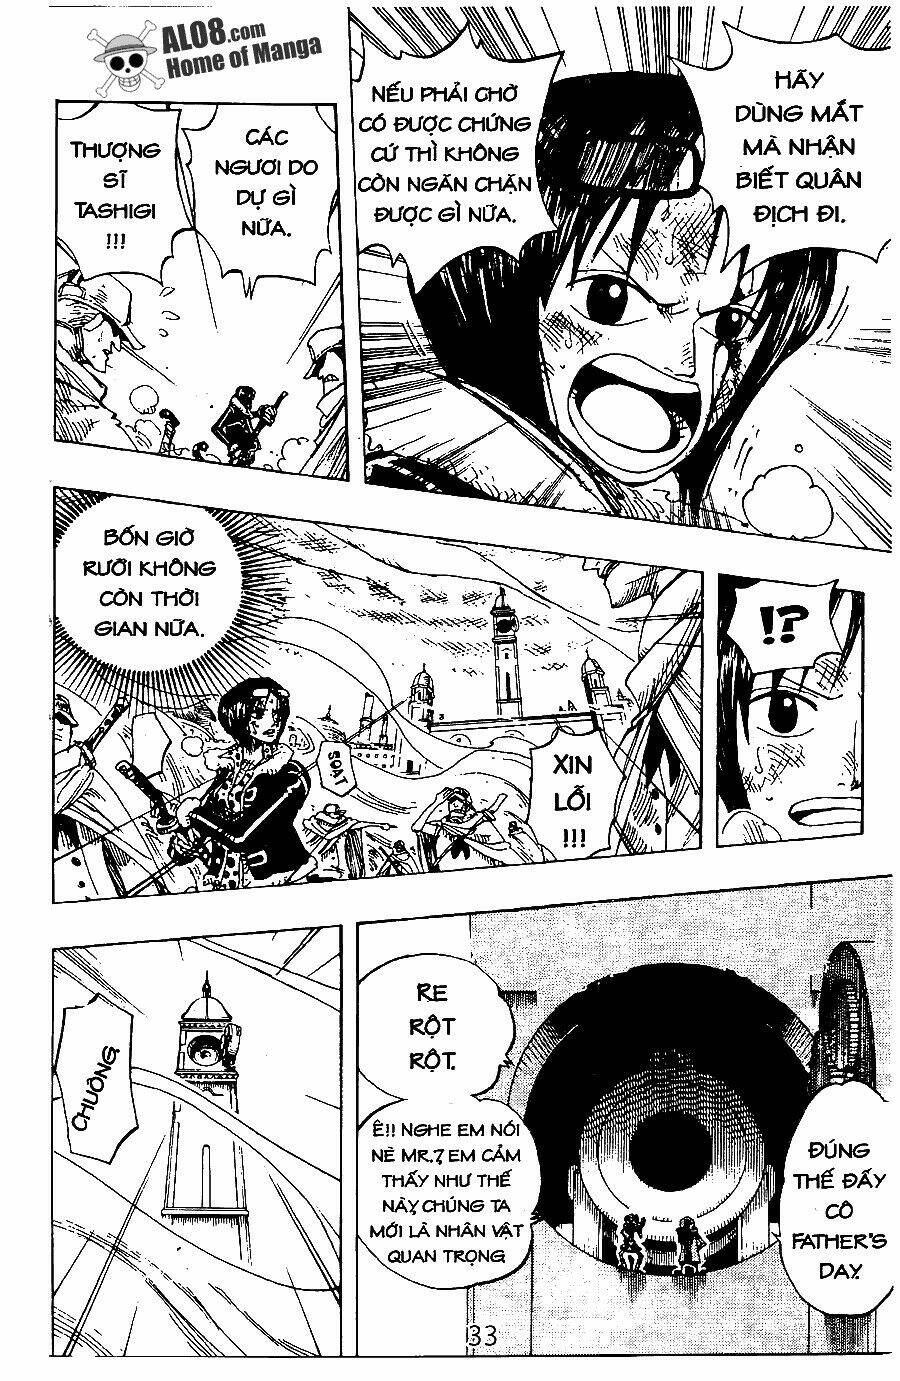 AL08.com
Home of Manga
HÃY
DÙNG MẮT
MÀ NHẬN
BIẾT QUÂN
ĐỊCH ĐI.
NẾU PHẢI CHỜ
CÓ ĐƯỢC CHỨNG
CỨ THÌ KHÔNG
CÒN NGĂN CHẶN
ĐƯỢC GÌ NỮA.
CÁC
NGƯƠI DO
DỰ GÌ
NỮA.
THƯỢNG
SĨ
TASHIGI
!!!
!?
XIN
LỖI
!!!
SOẠT
BỐN GIỜ
RƯỠI KHÔNG
CÒN THỜI
GIAN NỮA.
ĐÚNG
THẾ ĐẤY
CÔ
FATHER'S
DAY.
RE
RỘT
RỘT.
Ê!! NGHE EM NÓI
NÈ MR.7, EM CẢM
THẤY NHƯ THẾ
NÀY, CHÚNG TA
MỚI LÀ NHÂN VẬT
QUAN TRỌNG
CHUÔNG
33